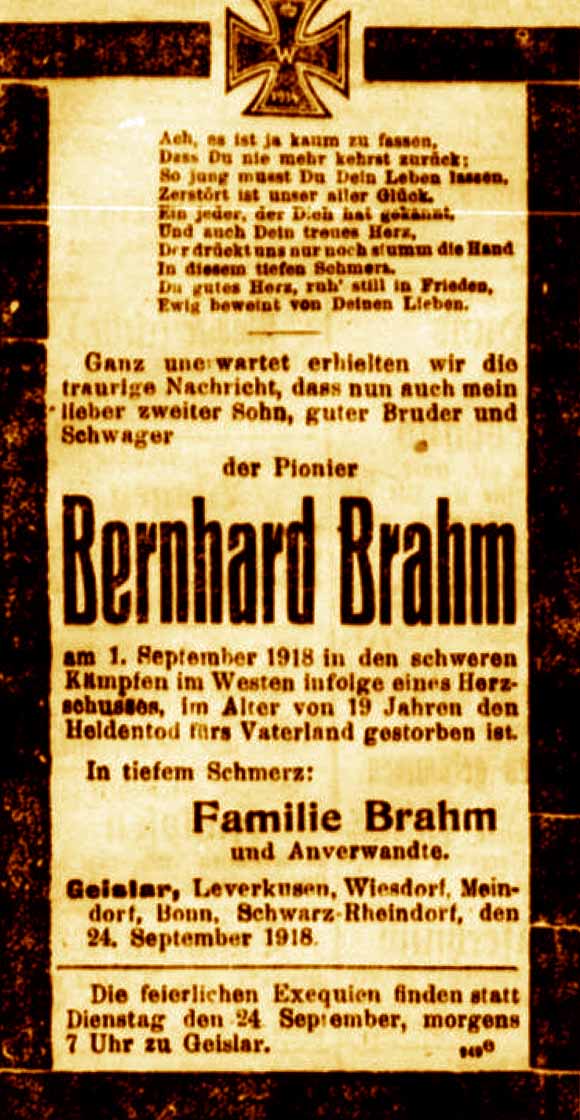 W
1914
Ach, es ist ja kaum zu fassen,
Dass Du nie mehr kehrst zurück;
So jung musst Du Dein Leben lassen,
Zerstört ist unser aller Glück.
Ein jeder, der Dich hat gekannt,
Und auch Dein treues Herz,
Der drückt uns nur noch stumm die Hand
In diesem tiefen Schmerz.
Du gutes Herz, ruh' still in Frieden,
Ewig beweint von Deinen Lieben.
Ganz unerwartet erhielten wir die
traurige Nachricht, dass nun auch mein
lieber zweiter Sohn, guter Bruder und
Schwager
der Pionier
Bernhard Brahm
am 1. September 1918 in den schweren
Kämpfen im Westen infolge eines Herz-
schusses, im Alter von 19 Jahren den
Heldentod fürs Vaterland gestorben ist.
In tiefem Schmerz:
Familie Brahm
und Anverwandte.
Geislar, Leverkusen, Wiesdorf, Mein-
dorf, Bonn, Schwarz-Rheindorf, den
24. September 1918.
Die feierlichen Exequien finden statt
Dienstag den 24 September, morgens
7 Uhr zu Geislar.